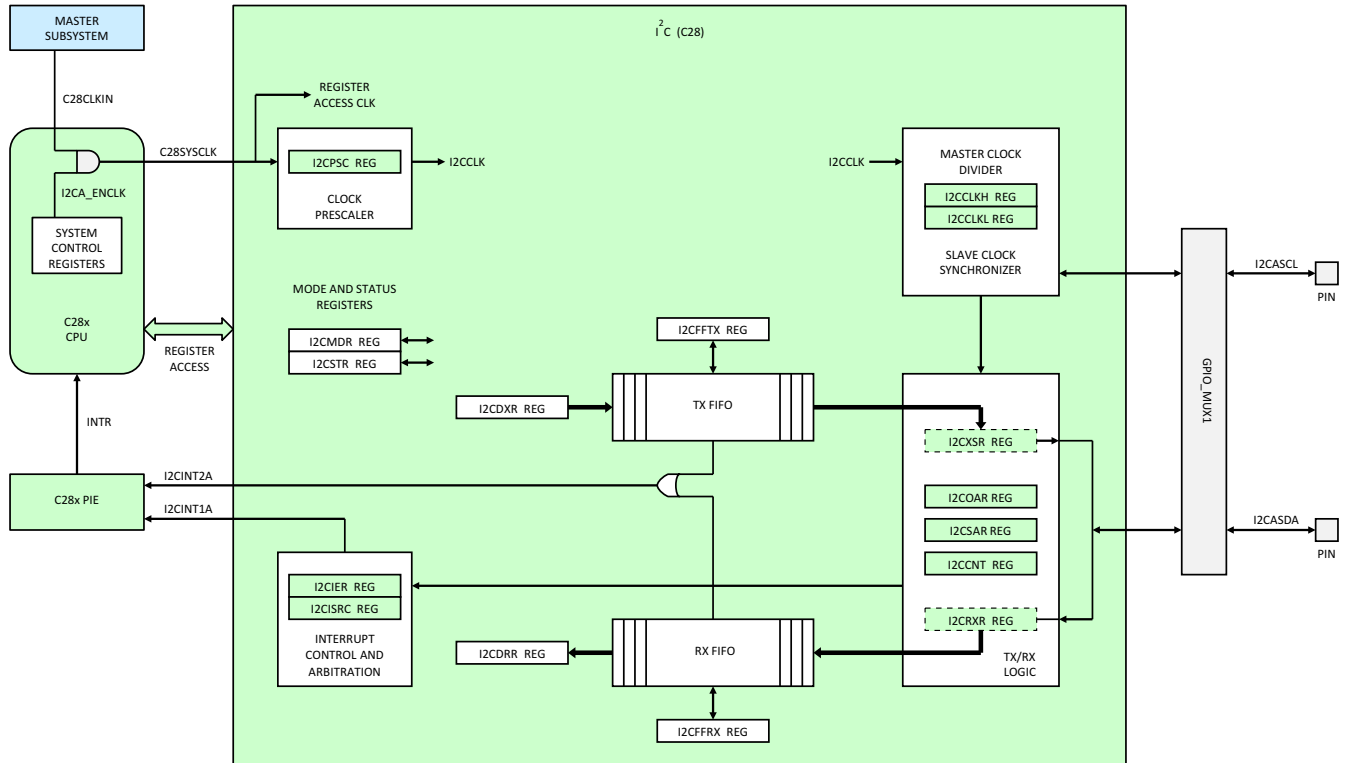 MASTER
SUBSYSTEM
I²C (C28)
C28CLKIN
REGISTER
ACCESS CLK
C28SYSCLK
I2CPSC REG
I2CCLK
CLOCK
PRESCALER
I2CCLK
MASTER CLOCK
DIVIDER
I2CCLKH REG
I2CCLKL REG
SLAVE CLOCK
SYNCHRONIZER
I2CA_ENCLK
SYSTEM
CONTROL
REGISTERS
C28x
CPU
REGISTER
ACCESS
MODE AND STATUS
REGISTERS
I2CMDR REG
I2CSTR REG
I2CFFTX REG
I2CDXR REG
TX FIFO
I2CXSR REG
I2COAR REG
I2CSAR REG
I2CCNT REG
I2CRXR REG
TX/RX
LOGIC
GPIO_MUX1
I2CASCL
PIN
I2CASDA
PIN
INTR
C28x PIE
I2CINT2A
I2CINT1A
I2CIER REG
I2CISRC REG
INTERRUPT
CONTROL AND
ARBITRATION
I2CDRR REG
RX FIFO
I2CFFRX REG